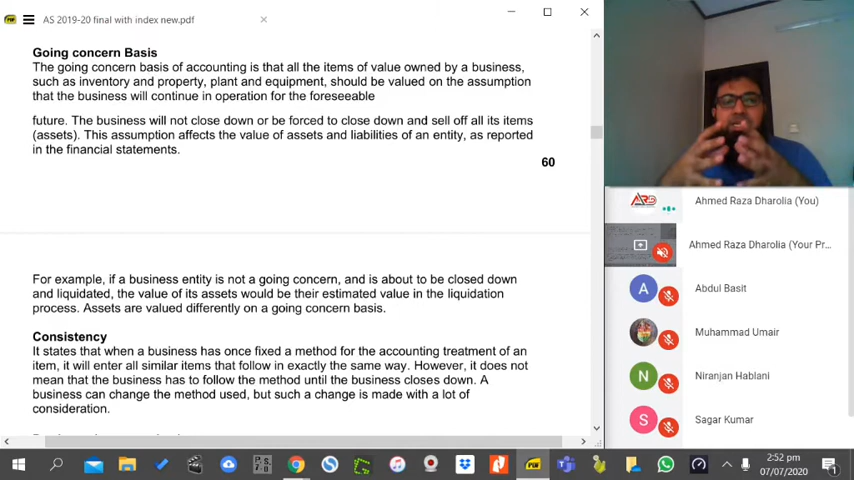 AS 2019-20 final with index new.pdf
Going concern Basis
The going concern basis of accounting is that all the items of value owned by a business,
such as inventory and property, plant and equipment, should be valued on the assumption
that the business will continue in operation for the foreseeable
future. The business will not close down or be forced to close down and sell off all its items
(assets). This assumption affects the value of assets and liabilities of an entity, as reported
in the financial statements.
60
For example, if a business entity is not a going concern, and is about to be closed down
and liquidated, the value of its assets would be their estimated value in the liquidation
process. Assets are valued differently on a going concern basis.
Consistency
It states that when a business has once fixed a method for the accounting treatment of an
item, it will enter all similar items that follow in exactly the same way. However, it does not
mean that the business has to follow the method until the business closes down. A
business can change the method used, but such a change is made with a lot of
consideration.
Ahmed Raza Dharolia (You)
Ahmed Raza Dharolia (Your Pr...
A
Abdul Basit
Muhammad Umair
N
Niranjan Hablani
S
Sagar Kumar
2:52 pm
07/07/2020